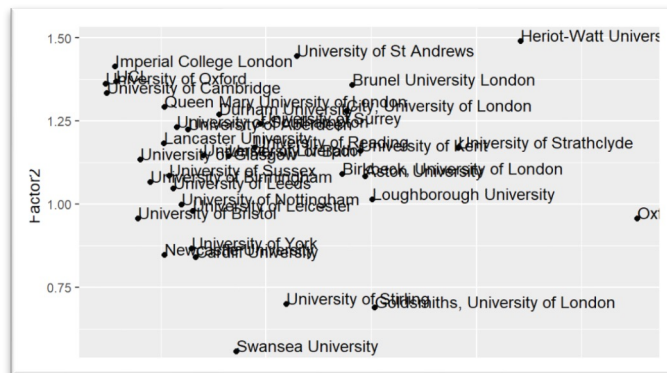 1.50
Heriot-Watt Univers
University of St Andrews
Imperial College London
UCL
University of Oxford
Brunel University London
University of Cambridge
Queen Mary University of London
City, University of London
Durham University
University of Surrey
1.25
University of Southampton
University of Aberdeen
Lancaster University
University of Reading
University of Kent
University of Strathclyde
University of Glasgow
Birkbeck, University of London
Aston, University
University of Sussex
University of Birmingham
University of Leeds
Loughborough University
University of Nottingham
1.00
University of Leicester
University of Bristol
Oxf
Factor2
University of York
Newcastle University
Cardiff University
0.75
University of Stirling
Goldsmiths, University of London
Swansea University